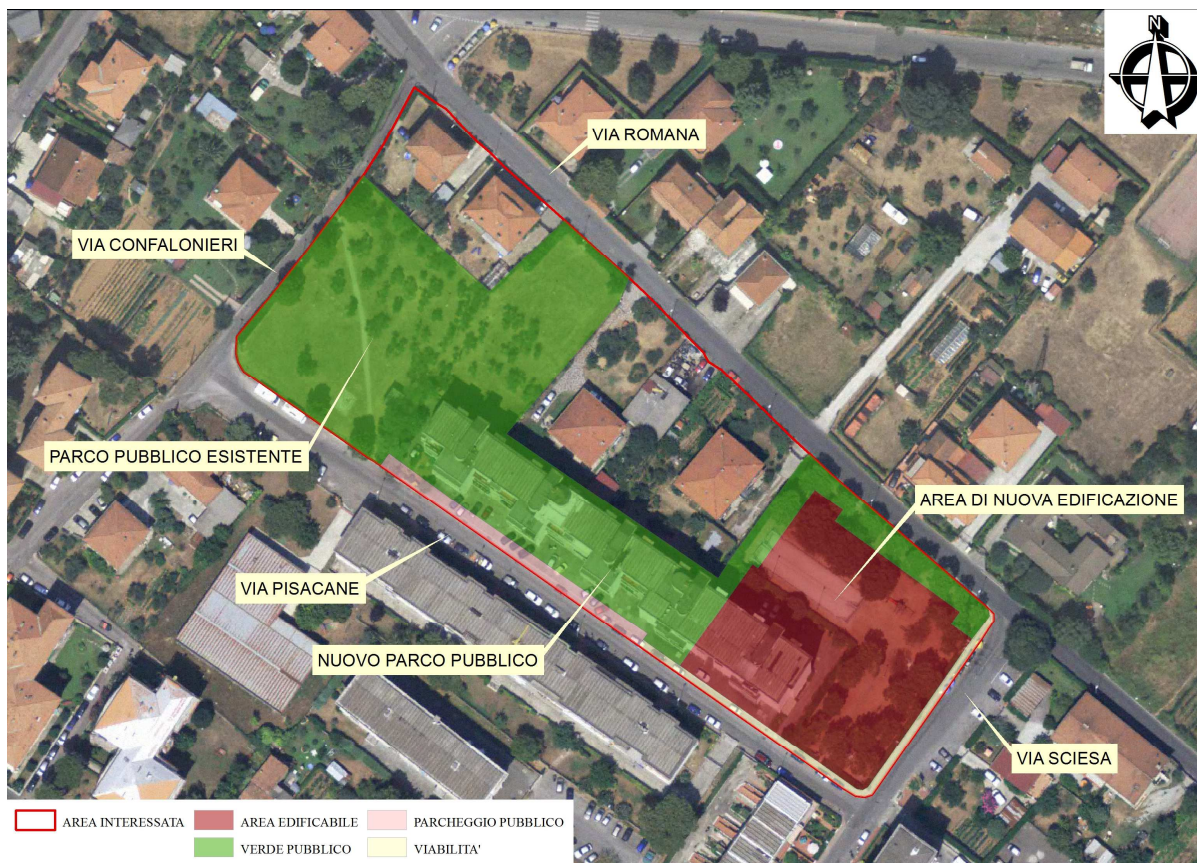 N
VIA ROMANA
VIA CONFALONIERI
PARCO PUBBLICO ESISTENTE
AREA DI NUOVA EDIFICAZIONE
VIA PISACANE
NUOVO PARCO PUBBLICO
VIA SCIESA
AREA INTERESSATA
AREA EDIFICABILE
PARCHEGGIO PUBBLICO
VERDE PUBBLICO
VIABILITA'